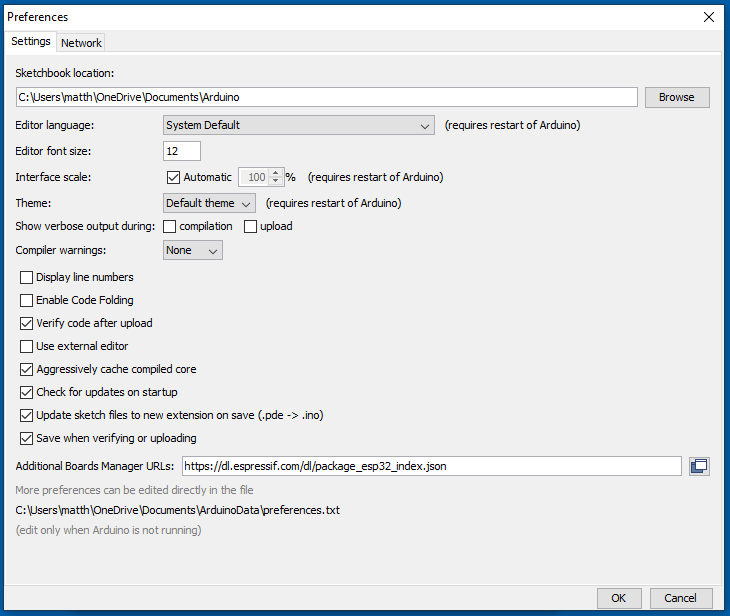 Preferences
Settings Network
Sketchbook location:
C:\Users\matth\OneDrive\Documents\Arduino Browse
Editor language: System Default (requires restart of Arduino)
Editor font size: 12
Interface scale: Automatic 100 % (requires restart of Arduino)
Theme: Default theme (requires restart of Arduino)
Show verbose output during: compilation upload
Compiler warnings: None
Display line numbers
Enable Code Folding
Verify code after upload
Use external editor
Aggressively cache compiled core
Check for updates on startup
Update sketch files to new extension on save (.pde -> .ino)
Save when verifying or uploading
Additional Boards Manager URLs: https://dl.espressif.com/dl/package_esp32_index.json
More preferences can be edited directly in the file
C:\Users\matth\OneDrive\Documents\ArduinoData\preferences.txt
(edit only when Arduino is not running)
OK Cancel